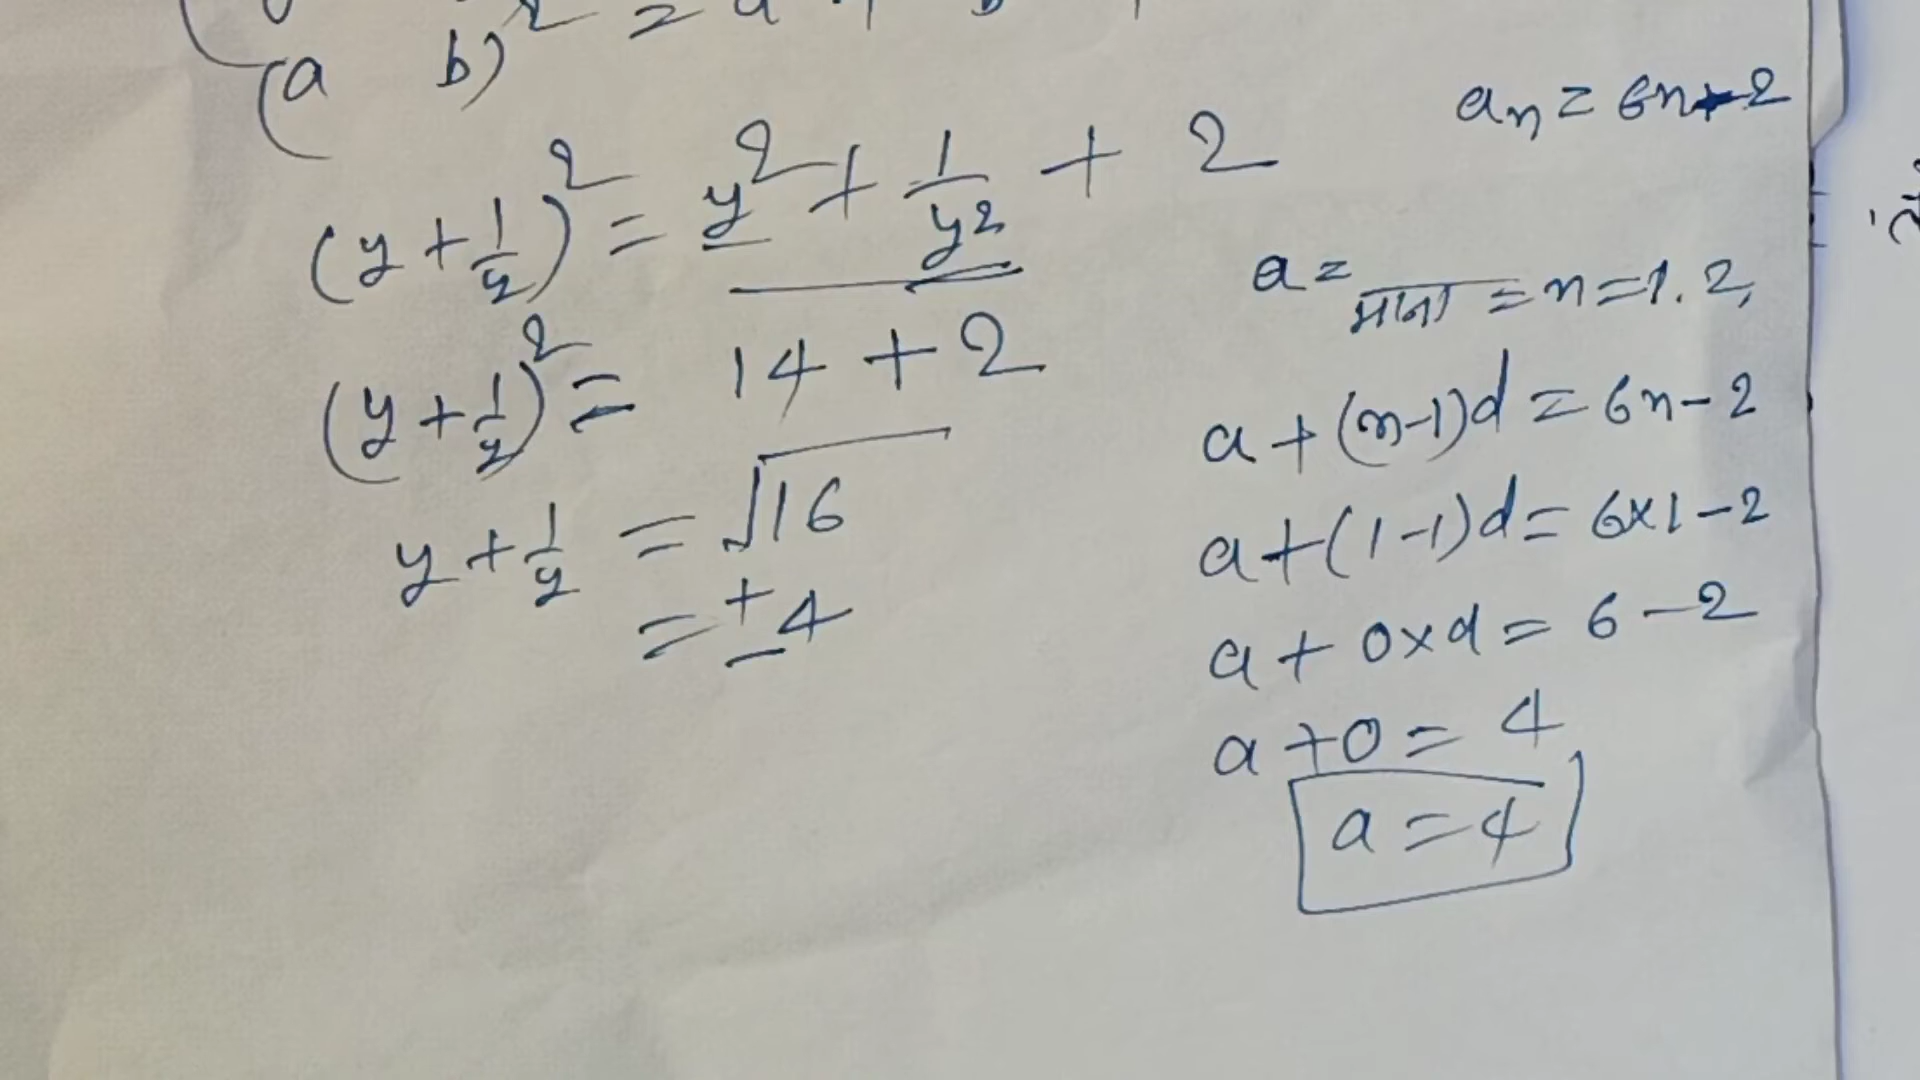 (a b)² = a
(y + 1/y)² = y² + 1/y² + 2
(y + 1/y)² = 14 + 2
y + 1/y = √16
= ± 4
aₙ = 6n - 2
a = माना = n = 1. 2,
a + (n-1)d = 6n - 2
a + (1-1)d = 6×1 - 2
a + 0×d = 6 - 2
a + 0 = 4
a = 4